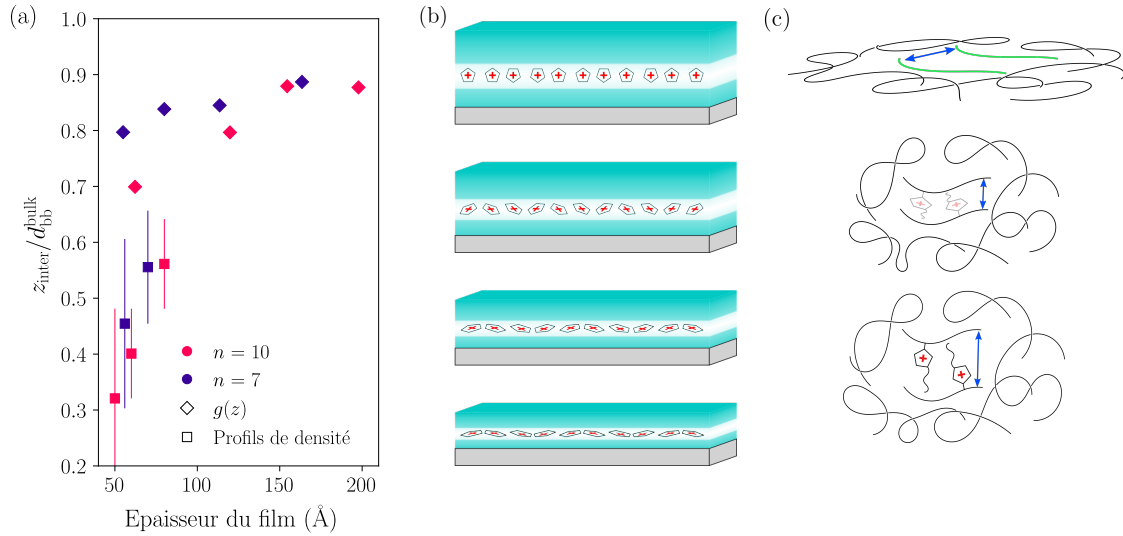 (a)
1.0
0.9
0.8
0.7
0.6
0.5
0.4
0.3
0.2
z_inter/d_bb^bulk
n = 10
n = 7
g(z)
Profils de densité
50
100
150
200
Epaisseur du film (Å)
(b)
(c)